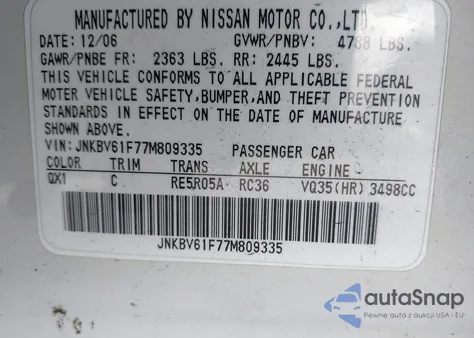 MANUFACTURED BY NISSAN MOTOR CO.,LTD.
DATE: 12/06 GVWR/PNBV: 4788 LBS.
GAWR/PNBE FR: 2363 LBS. RR: 2445 LBS.
THIS VEHICLE CONFORMS TO ALL APPLICABLE FEDERAL
MOTOR VEHICLE SAFETY, BUMPER, AND THEFT PREVENTION
STANDARDS IN EFFECT ON THE DATE OF MANUFACTURE
SHOWN ABOVE.
VIN: JNKBV61F77M809335 PASSENGER CAR
COLOR TRIM TRANS AXLE ENGINE
QX1 C RE5R05A RC36 VQ35(HR) 3498CC
JNKBV61F77M809335
autoSnap
Pewne auta z aukcji USA - EU